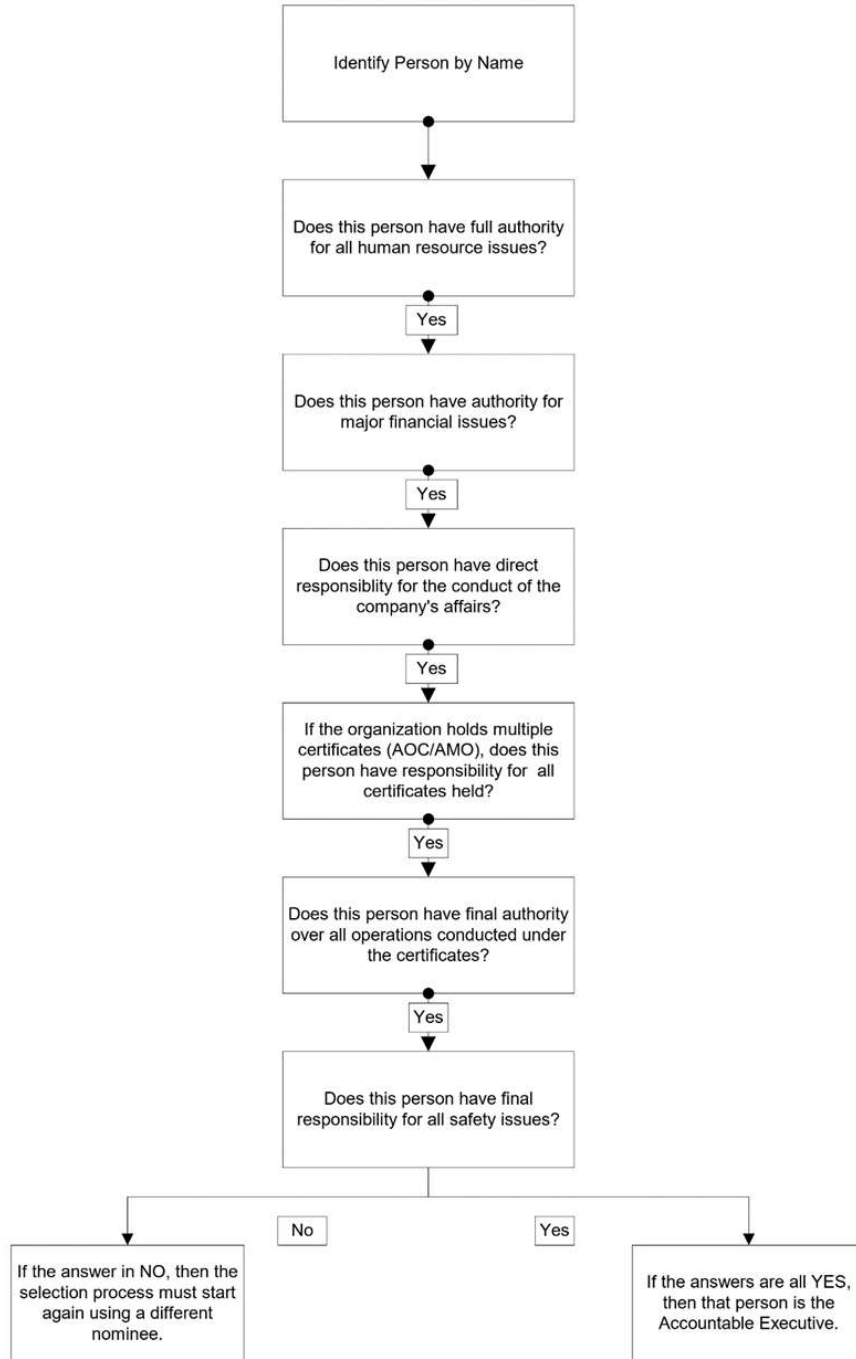 Identify Person by Name
Does this person have full authority
for all human resource issues?
Yes
Does this person have authority for
major financial issues?
Yes
Does this person have direct
responsiblity for the conduct of the
company's affairs?
Yes
If the organization holds multiple
certificates (AOC/AMO), does this
person have responsibility for all
certificates held?
Yes
Does this person have final authority
over all operations conducted under
the certificates?
Yes
Does this person have final
responsibility for all safety issues?
No
Yes
If the answer in NO, then the
selection process must start
again using a different
nominee.
If the answers are all YES,
then that person is the
Accountable Executive.